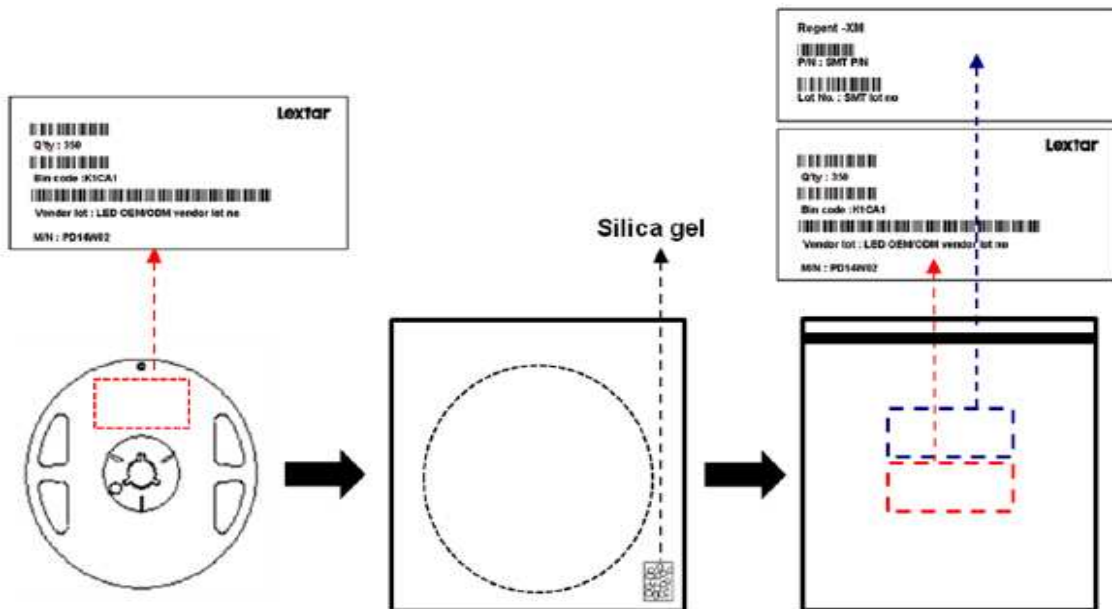 Lextar
Q'ty : 350
Bin code :K1CA1
Vender lot : LED OEM/ODM vendor lot no
M/N : PD14W02
Silica gel
Regent -XM
P/N : SMT P/N
Lot No. : SMT lot no
Lextar
Q'ty : 350
Bin code :K1CA1
Vendor lot : LED OEM/ODM vendor lot no
M/N : PD14W02